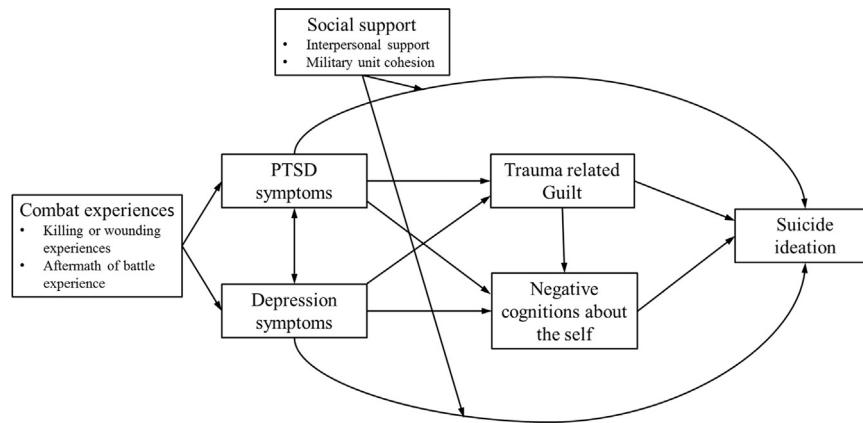 Social support
• Interpersonal support
• Military unit cohesion
PTSD
symptoms
Trauma related
Guilt
Combat experiences
• Killing or wounding
experiences
• Aftermath of battle
experience
Suicide
ideation
Depression
symptoms
Negative
cognitions about
the self